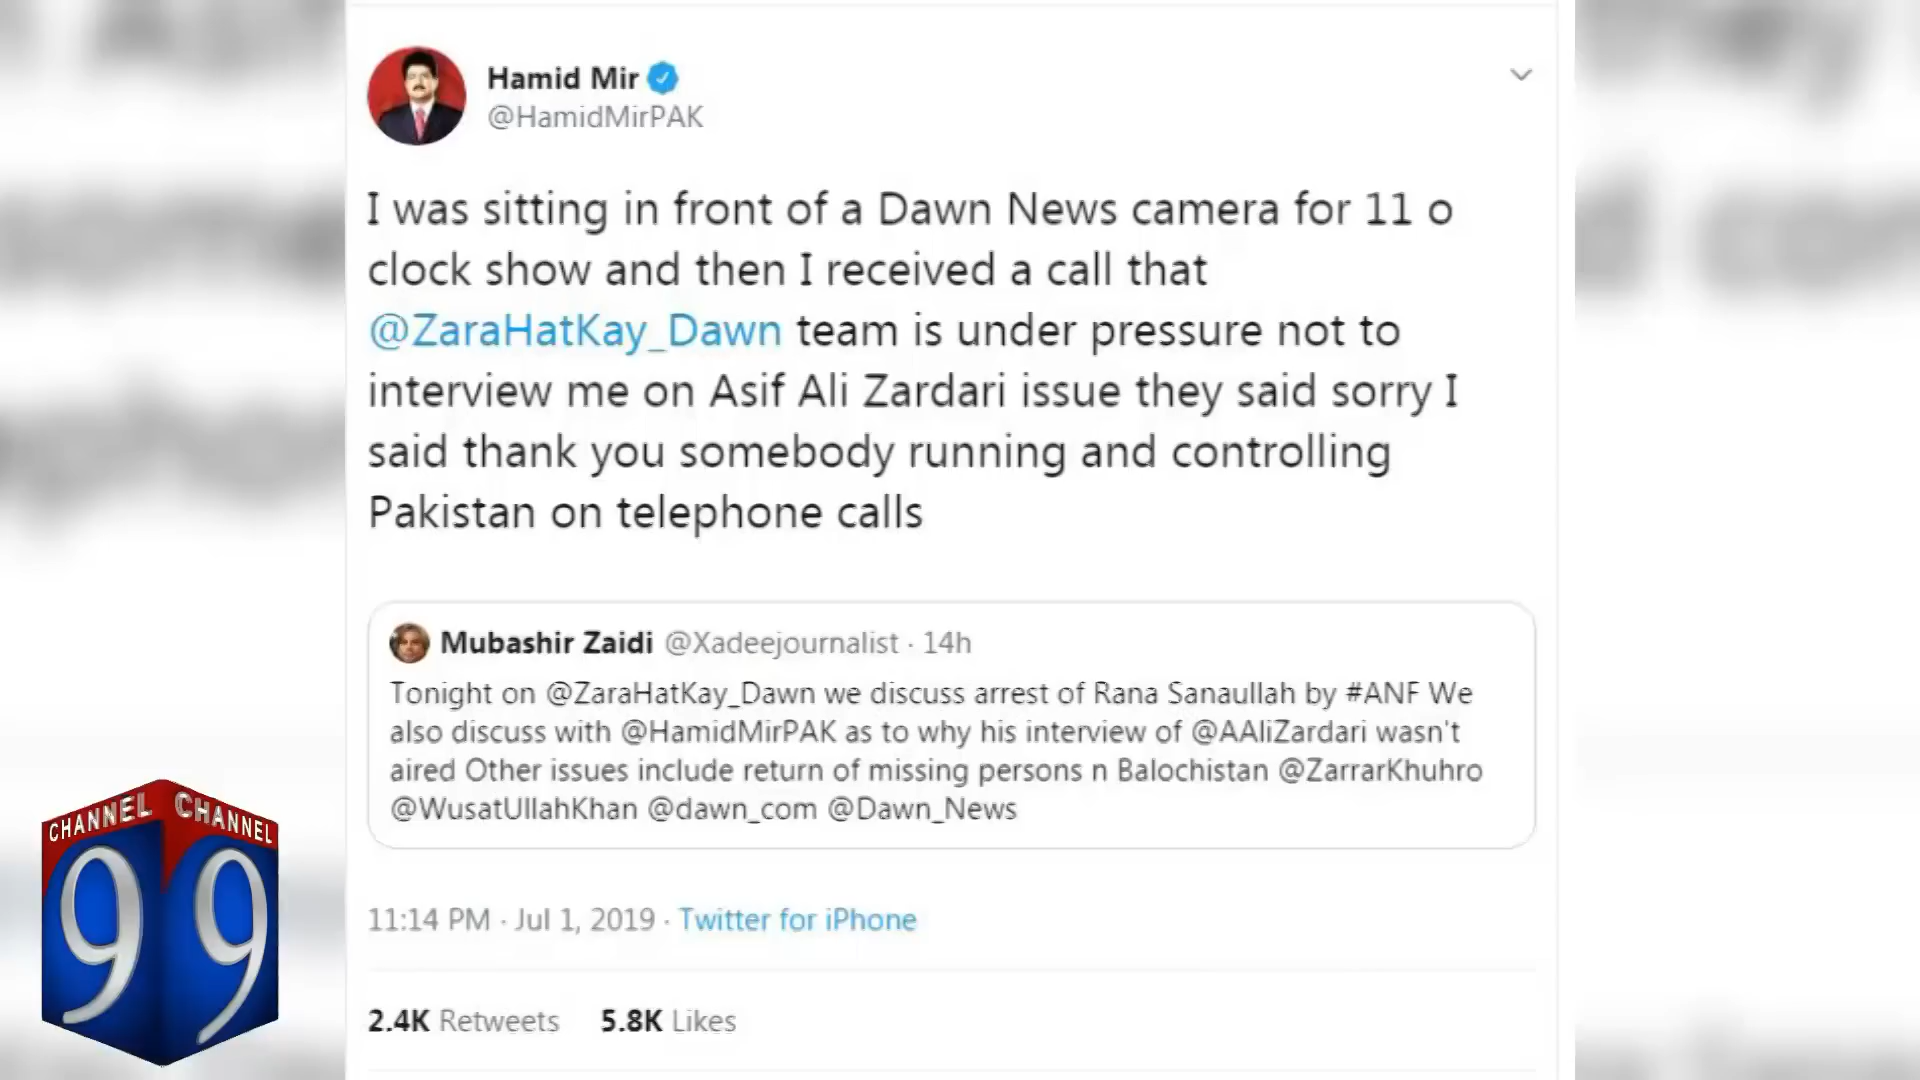 Hamid Mir
@HamidMirPAK
I was sitting in front of a Dawn News camera for 11 o
clock show and then I received a call that
@ZaraHatKay_Dawn team is under pressure not to
interview me on Asif Ali Zardari issue they said sorry I
said thank you somebody running and controlling
Pakistan on telephone calls
Mubashir Zaidi @Xadeejournalist · 14h
Tonight on @ZaraHatKay_Dawn we discuss arrest of Rana Sanaullah by #ANF We
also discuss with @HamidMirPAK as to why his interview of @AAliZardari wasn't
aired Other issues include return of missing persons n Balochistan @ZarrarKhuhro
@WusatUllahKhan @dawn_com @Dawn_News
11:14 PM · Jul 1, 2019 · Twitter for iPhone
2.4K Retweets 5.8K Likes
CHANNEL CHANNEL
9 9